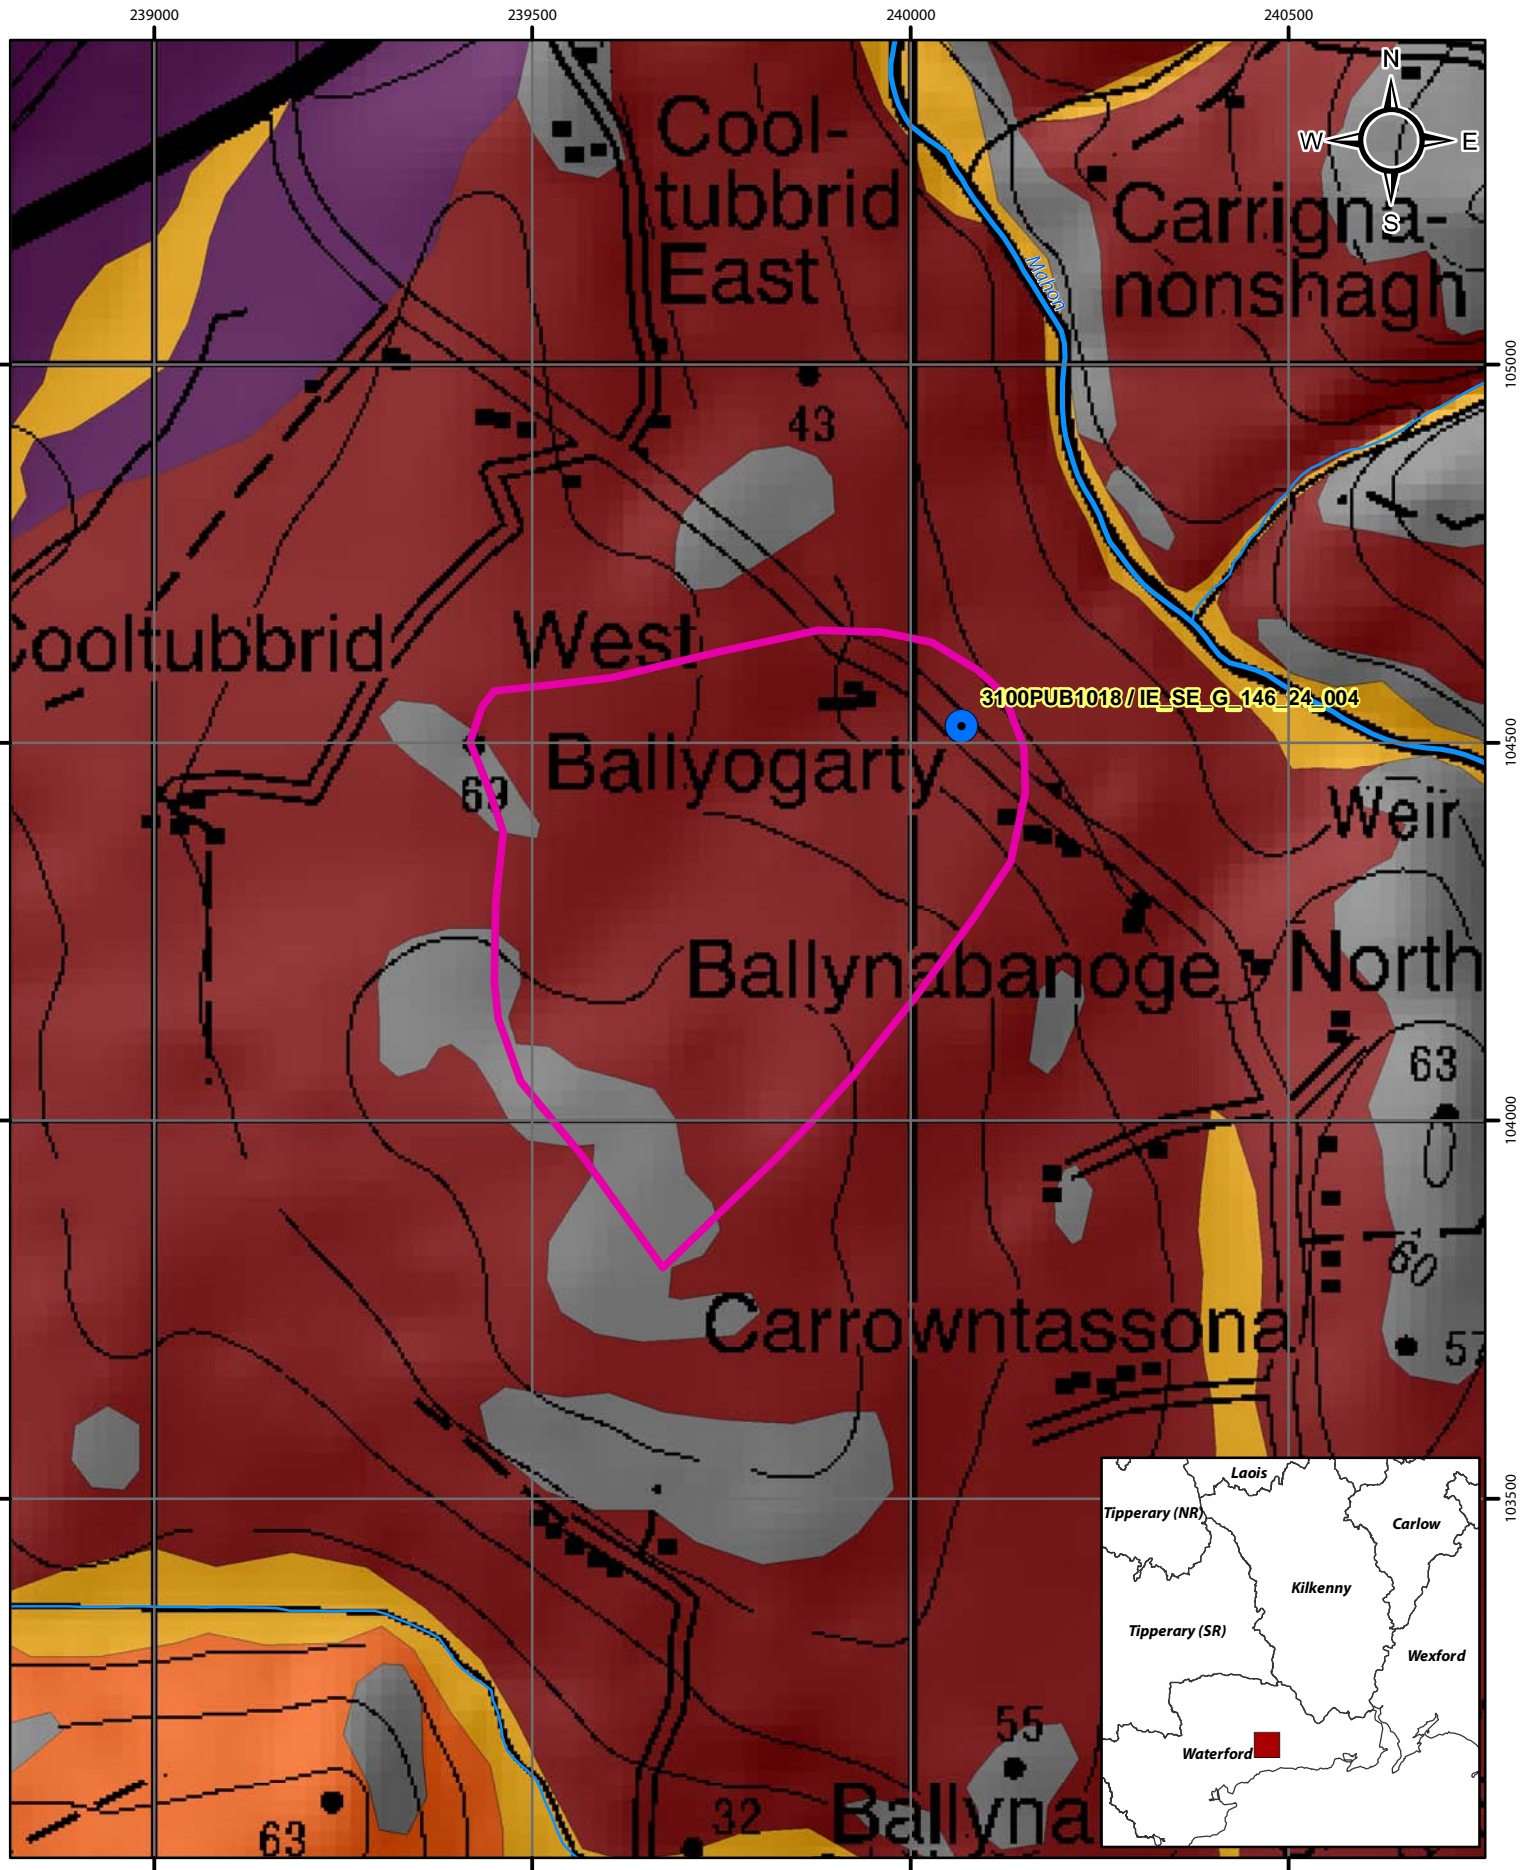 239000
239500
240000
240500
N
W
E
S
Cool-
tubbrid
East
Carrigna-
nonshagh
Mahon
105000
43
Cooltubbrid
West
3100PUB1018 / IE_SE_G_146_24_004
104500
Ballyogarty
69
Weir
Ballynabanoge
North
63
104000
60
Carrowntassona
57
103500
Laois
Tipperary (NR)
Carlow
Kilkenny
Tipperary (SR)
Wexford
Waterford
55
32
Ballyna
63